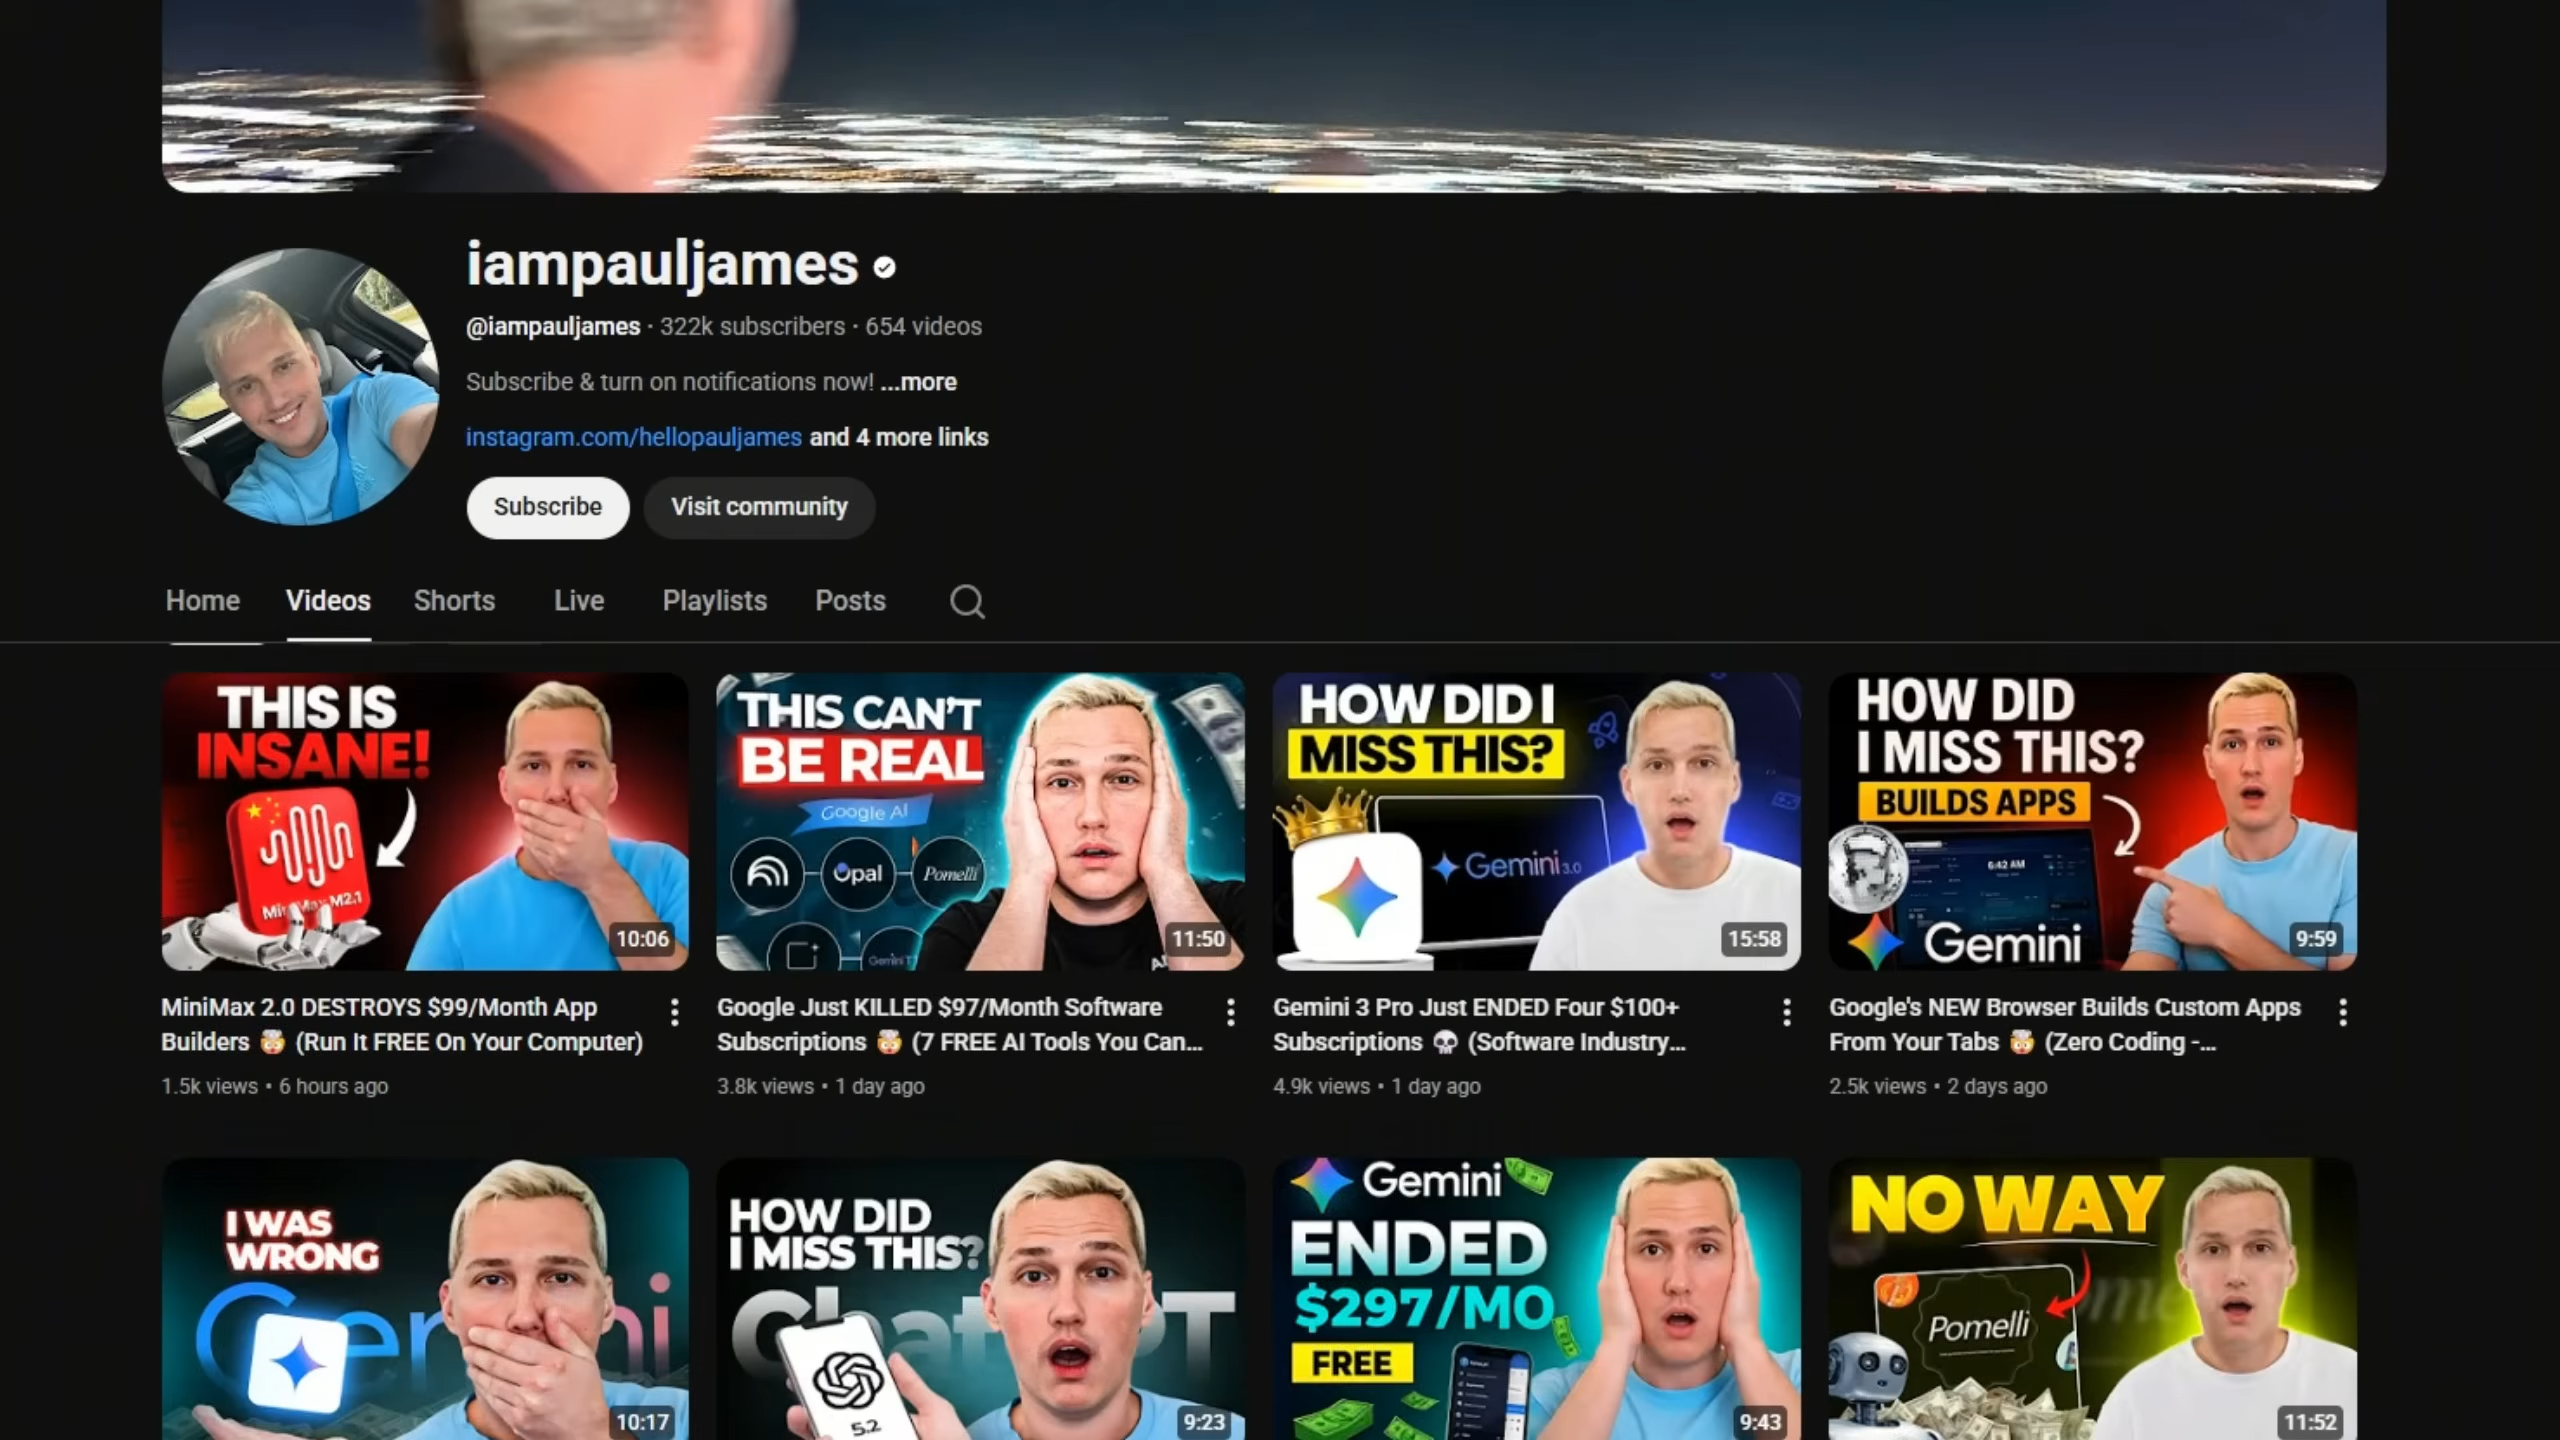 iampauljames
@iampauljames · 322k subscribers · 654 videos
Subscribe & turn on notifications now! ...more
instagram.com/hellopauljames and 4 more links
Subscribe
Visit community
Home
Videos
Shorts
Live
Playlists
Posts
THIS IS
INSANE!
10:06
MiniMax 2.0 DESTROYS $99/Month App
Builders 🤯 (Run It FREE On Your Computer)
1.5k views • 6 hours ago
THIS CAN'T
BE REAL
Google AI
Opal
Pomelli
11:50
Google Just KILLED $97/Month Software
Subscriptions 🤯 (7 FREE AI Tools You Can...
3.8k views • 1 day ago
HOW DID I
MISS THIS?
Gemini 3.0
15:58
Gemini 3 Pro Just ENDED Four $100+
Subscriptions 💀 (Software Industry...
4.9k views • 1 day ago
HOW DID
I MISS THIS?
BUILDS APPS
6:42 AM
Gemini
9:59
Google's NEW Browser Builds Custom Apps
From Your Tabs 🤯 (Zero Coding -...
2.5k views • 2 days ago
I WAS
WRONG
10:17
HOW DID
I MISS THIS?
5.2
9:23
Gemini
ENDED
$297/MO
FREE
9:43
NO WAY
Pomelli
11:52